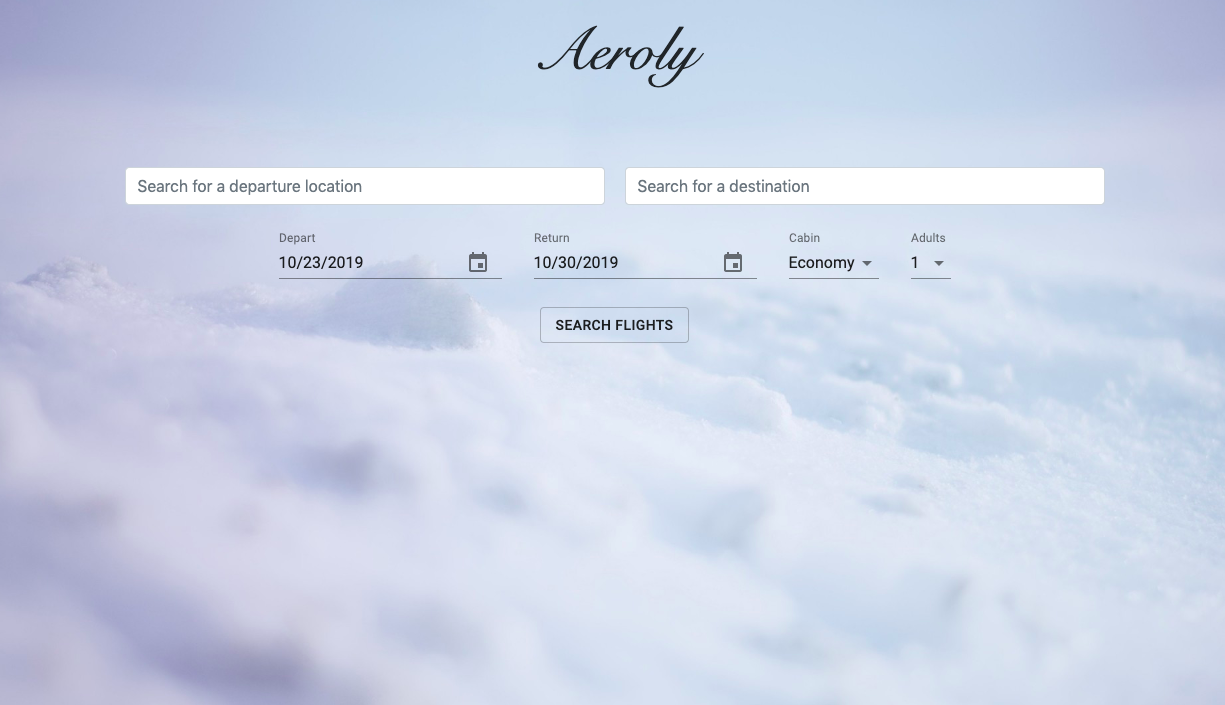 Aeroly
Search for a departure location Search for a destination
Depart Return Cabin Adults
10/23/2019 10/30/2019 Economy 1
SEARCH FLIGHTS